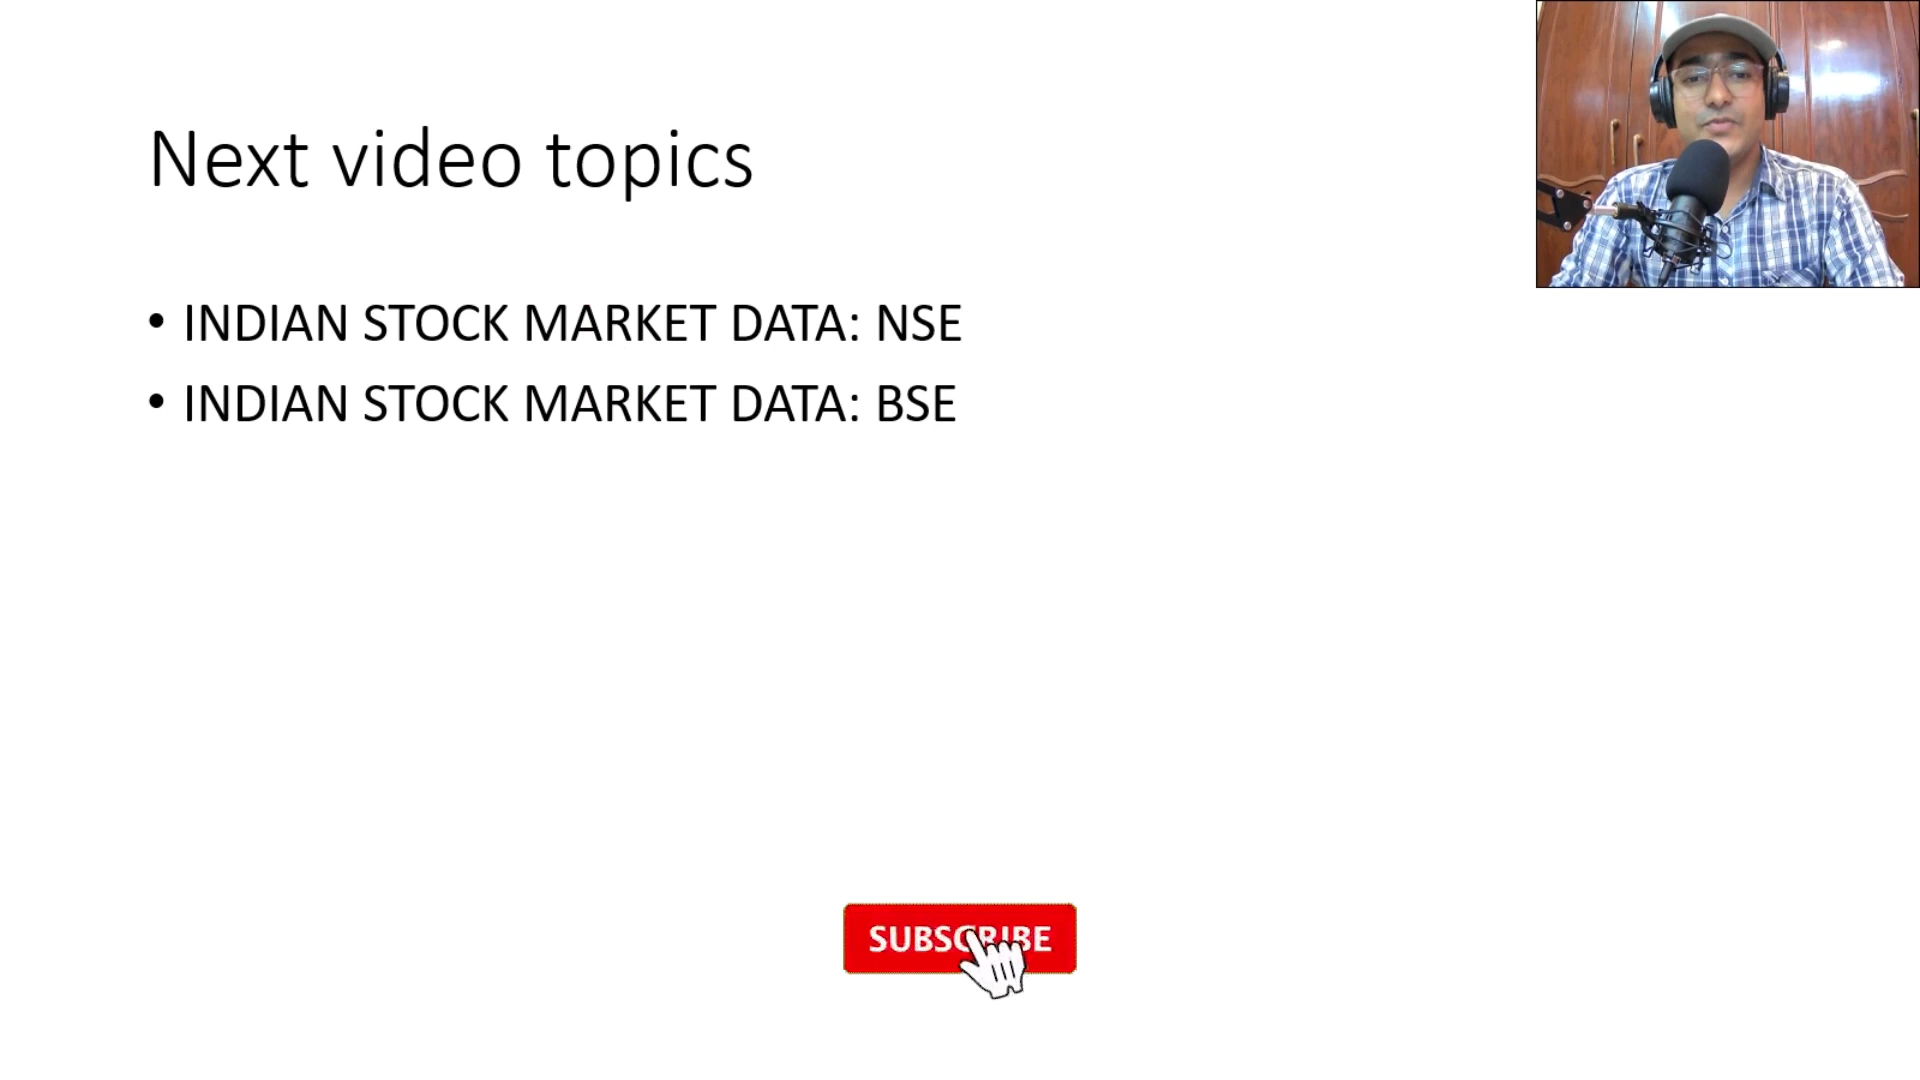 Next video topics
• INDIAN STOCK MARKET DATA: NSE
• INDIAN STOCK MARKET DATA: BSE
SUBSCRIBE